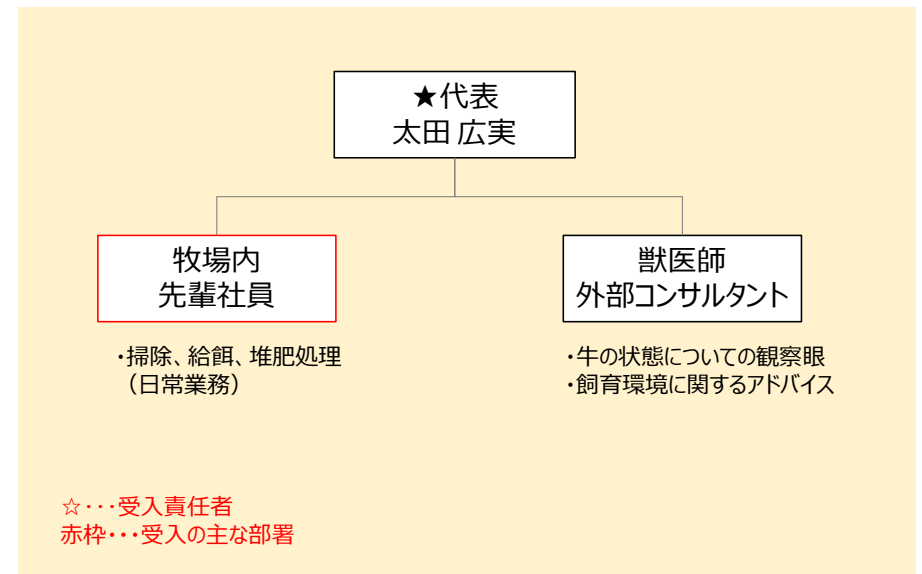 ★代表
太田 広実
牧場内
先輩社員
獣医師
外部コンサルタント
・掃除、給餌、堆肥処理
（日常業務）
・牛の状態についての観察眼
・飼育環境に関するアドバイス
☆・・・受入責任者
赤枠・・・受入の主な部署